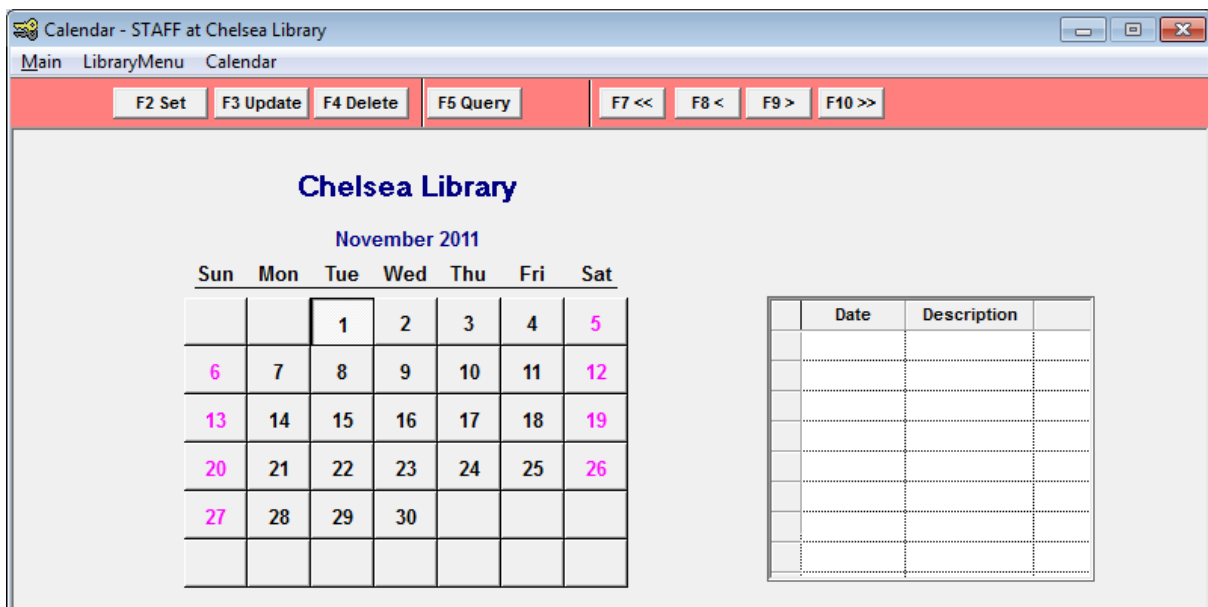 Calendar - STAFF at Chelsea Library
Main LibraryMenu Calendar
F2 Set F3 Update F4 Delete F5 Query F7 << F8 < F9 > F10 >>
Chelsea Library
November 2011
Sun Mon Tue Wed Thu Fri Sat
1 2 3 4 5
6 7 8 9 10 11 12
13 14 15 16 17 18 19
20 21 22 23 24 25 26
27 28 29 30
Date Description